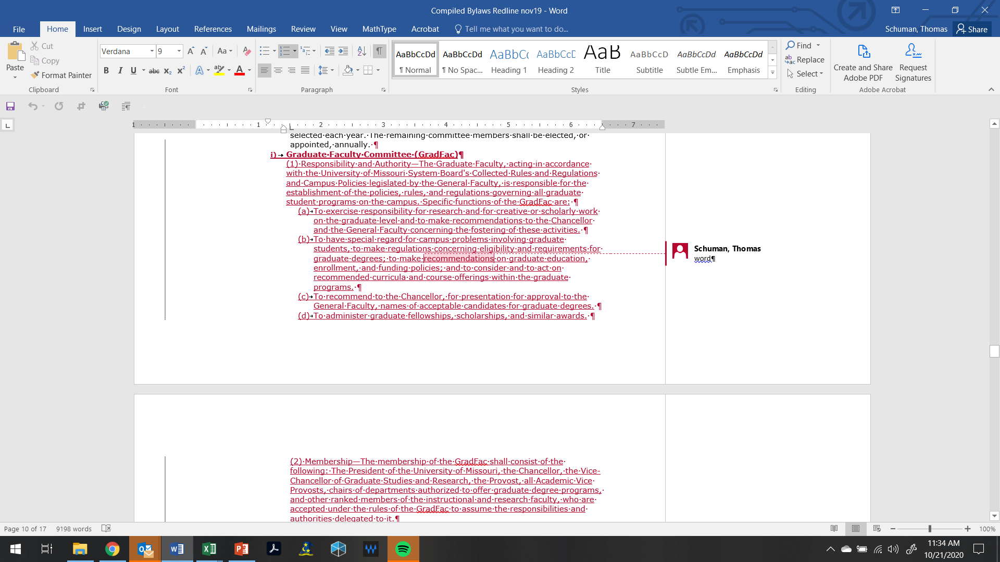 Compiled Bylaws Redline nov19 - Word
File Home Insert Design Layout References Mailings Review View MathType Acrobat Tell me what you want to do... Schuman, Thomas Share
Paste
Cut
Copy
Format Painter
Clipboard
Verdana 9
Font
Paragraph
AaBbCcDd AaBbCcDd AaBbCc AaBbCcD AaB AaBbCcD AaBbCcDd AaBbCcDd
¶ Normal ¶ No Spac... Heading 1 Heading 2 Title Subtitle Subtle Em... Emphasis
Styles
Find
Replace
Select
Editing
Create and Share Adobe PDF
Request Signatures
Adobe Acrobat
1 1 2 3 4 5 6 7
selected each year. The remaining committee members shall be elected, or
appointed, annually. ¶
i) Graduate Faculty Committee (GradFac)¶
(1) Responsibility and Authority—The Graduate Faculty, acting in accordance
with the University of Missouri System Board's Collected Rules and Regulations
and Campus Policies legislated by the General Faculty, is responsible for the
establishment of the policies, rules, and regulations governing all graduate
student programs on the campus. Specific functions of the GradFac are: ¶
(a) To exercise responsibility for research and for creative or scholarly work
on the graduate level and to make recommendations to the Chancellor
and the General Faculty concerning the fostering of these activities. ¶
(b) To have special regard for campus problems involving graduate
students, to make regulations concerning eligibility and requirements for
graduate degrees; to make recommendations on graduate education,
enrollment, and funding policies; and to consider and to act on
recommended curricula and course offerings within the graduate
programs. ¶
(c) To recommend to the Chancellor, for presentation for approval to the
General Faculty, names of acceptable candidates for graduate degrees. ¶
(d) To administer graduate fellowships, scholarships, and similar awards. ¶
Schuman, Thomas
word¶
(2) Membership—The membership of the GradFac shall consist of the
following: The President of the University of Missouri, the Chancellor, the Vice-
Chancellor of Graduate Studies and Research, the Provost, all Academic Vice
Provosts, chairs of departments authorized to offer graduate degree programs,
and other ranked members of the instructional and research faculty, who are
accepted under the rules of the GradFac to assume the responsibilities and
authorities delegated to it.¶
Page 10 of 17 9198 words 100%
11:34 AM
10/21/2020